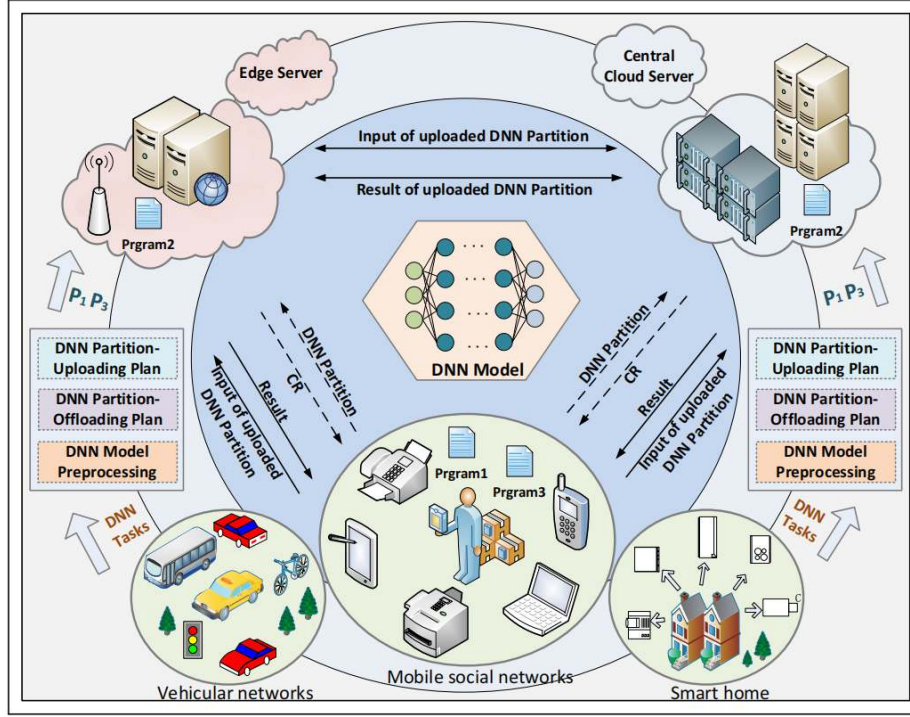 Edge Server
Central
Cloud Server
Input of uploaded DNN Partition
Result of uploaded DNN Partition
Prgram2
Prgram2
P1 P3
P1 P3
DNN Model
DNN Partition-
Uploading Plan
DNN Partition-
Offloading Plan
DNN Model
Preprocessing
DNN Partition
CR
Result
Input of uploaded
DNN Partition
DNN Partition
CR
Result
Input of uploaded
DNN Partition
DNN Partition-
Uploading Plan
DNN Partition-
Offloading Plan
DNN Model
Preprocessing
Prgram1
Prgram3
DNN
Tasks
DNN
Tasks
C
Vehicular networks
Mobile social networks
Smart home